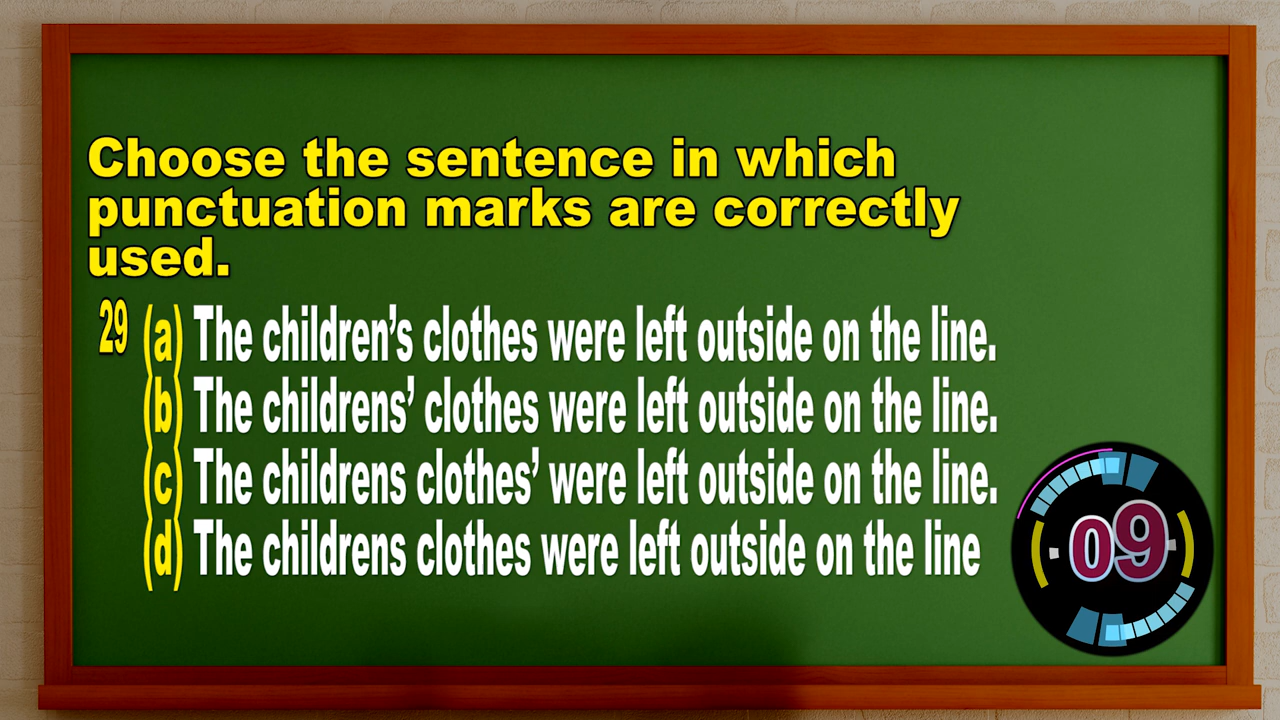 Choose the sentence in which
punctuation marks are correctly
used.
29 (a) The children’s clothes were left outside on the line.
(b) The childrens’ clothes were left outside on the line.
(c) The childrens clothes’ were left outside on the line.
(d) The childrens clothes were left outside on the line
09